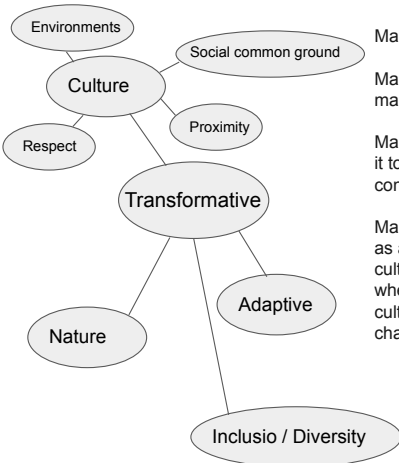 Environments
Social common ground
Culture
Proximity
Respect
Transformative
Adaptive
Nature
Inclusio / Diversity
Ma
Ma
ma
Ma
it to
con
Ma
as a
cult
whe
cult
cha